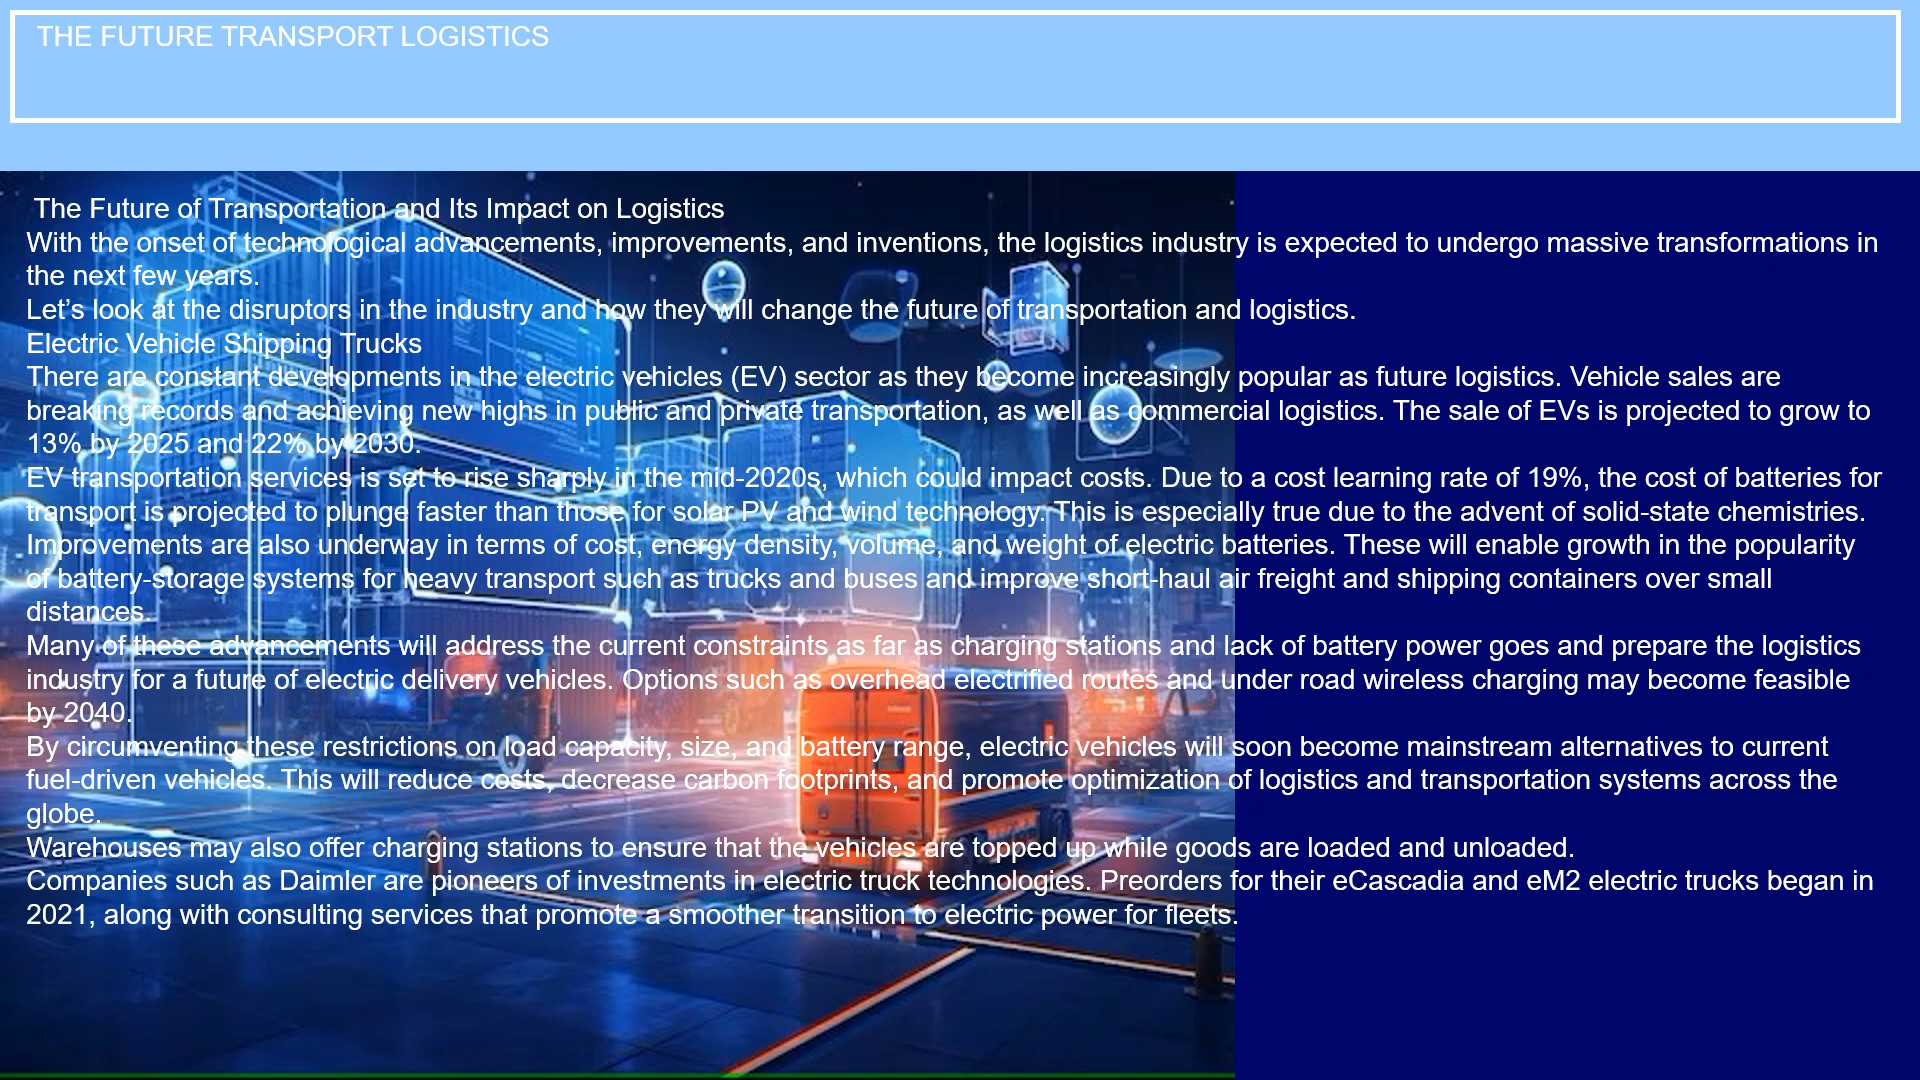 THE FUTURE TRANSPORT LOGISTICS
The Future of Transportation and Its Impact on Logistics
With the onset of technological advancements, improvements, and inventions, the logistics industry is expected to undergo massive transformations in
the next few years.
Let’s look at the disruptors in the industry and how they will change the future of transportation and logistics.
Electric Vehicle Shipping Trucks
There are constant developments in the electric vehicles (EV) sector as they become increasingly popular as future logistics. Vehicle sales are
breaking records and achieving new highs in public and private transportation, as well as commercial logistics. The sale of EVs is projected to grow to
13% by 2025 and 22% by 2030.
EV transportation services is set to rise sharply in the mid-2020s, which could impact costs. Due to a cost learning rate of 19%, the cost of batteries for
transport is projected to plunge faster than those for solar PV and wind technology. This is especially true due to the advent of solid-state chemistries.
Improvements are also underway in terms of cost, energy density, volume, and weight of electric batteries. These will enable growth in the popularity
of battery-storage systems for heavy transport such as trucks and buses and improve short-haul air freight and shipping containers over small
distances.
Many of these advancements will address the current constraints as far as charging stations and lack of battery power goes and prepare the logistics
industry for a future of electric delivery vehicles. Options such as overhead electrified routes and under road wireless charging may become feasible
by 2040.
By circumventing these restrictions on load capacity, size, and battery range, electric vehicles will soon become mainstream alternatives to current
fuel-driven vehicles. This will reduce costs, decrease carbon footprints, and promote optimization of logistics and transportation systems across the
globe.
Warehouses may also offer charging stations to ensure that the vehicles are topped up while goods are loaded and unloaded.
Companies such as Daimler are pioneers of investments in electric truck technologies. Preorders for their eCascadia and eM2 electric trucks began in
2021, along with consulting services that promote a smoother transition to electric power for fleets.